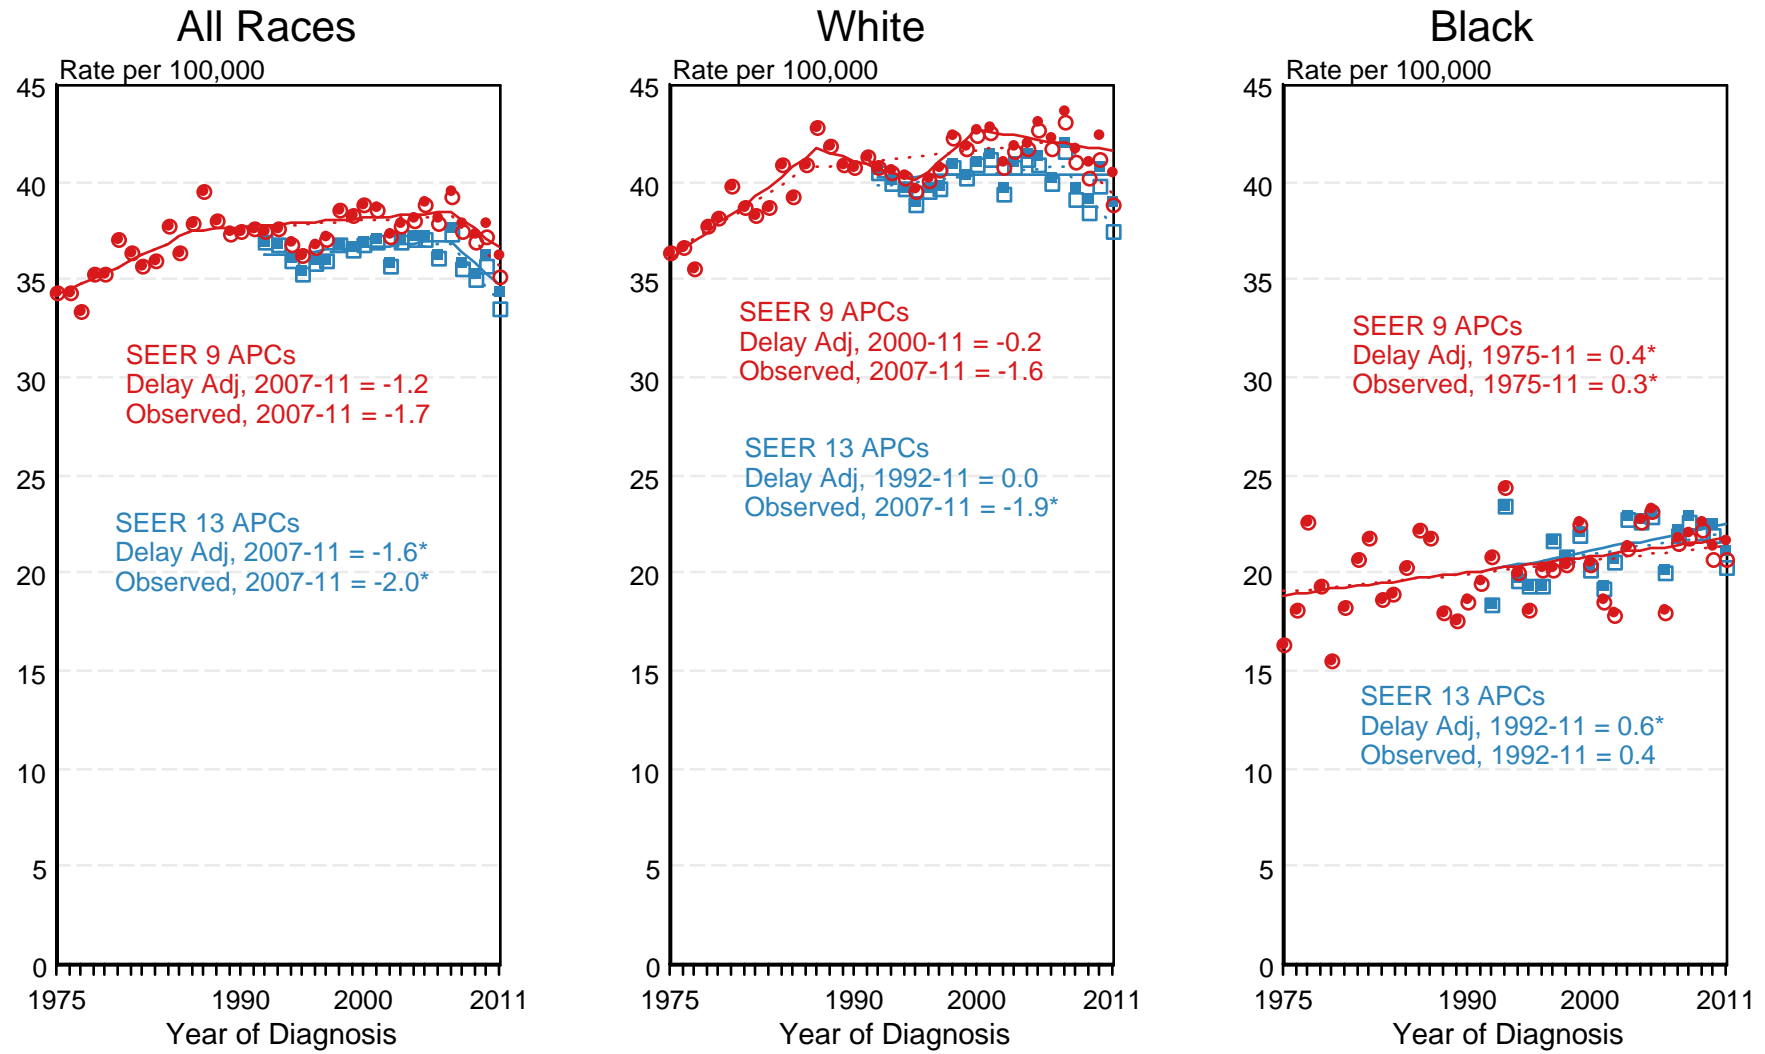 All Races
Rate per 100,000
45
40
35
30
25
20
15
10
5
0
SEER 9 APCs
Delay Adj, 2007-11 = -1.2
Observed, 2007-11 = -1.7
SEER 13 APCs
Delay Adj, 2007-11 = -1.6*
Observed, 2007-11 = -2.0*
1975 1990 2000 2011
Year of Diagnosis
White
Rate per 100,000
45
40
35
30
25
20
15
10
5
0
SEER 9 APCs
Delay Adj, 2000-11 = -0.2
Observed, 2007-11 = -1.6
SEER 13 APCs
Delay Adj, 1992-11 = 0.0
Observed, 2007-11 = -1.9*
1975 1990 2000 2011
Year of Diagnosis
Black
Rate per 100,000
45
40
35
30
25
20
15
10
5
0
SEER 9 APCs
Delay Adj, 1975-11 = 0.4*
Observed, 1975-11 = 0.3*
SEER 13 APCs
Delay Adj, 1992-11 = 0.6*
Observed, 1992-11 = 0.4
1975 1990 2000 2011
Year of Diagnosis